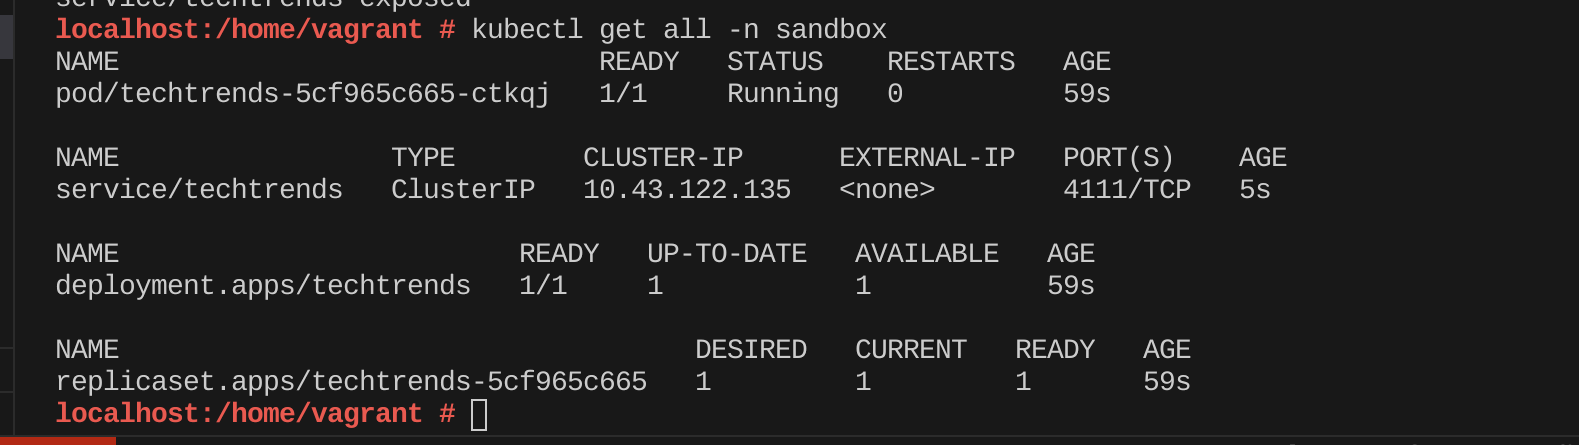 service/techtrends exposed
localhost:/home/vagrant # kubectl get all -n sandbox
NAME                              READY   STATUS    RESTARTS   AGE
pod/techtrends-5cf965c665-ctkqj   1/1     Running   0          59s

NAME                 TYPE        CLUSTER-IP      EXTERNAL-IP   PORT(S)    AGE
service/techtrends   ClusterIP   10.43.122.135   <none>        4111/TCP   5s

NAME                         READY   UP-TO-DATE   AVAILABLE   AGE
deployment.apps/techtrends   1/1     1            1           59s

NAME                                    DESIRED   CURRENT   READY   AGE
replicaset.apps/techtrends-5cf965c665   1         1         1       59s
localhost:/home/vagrant #